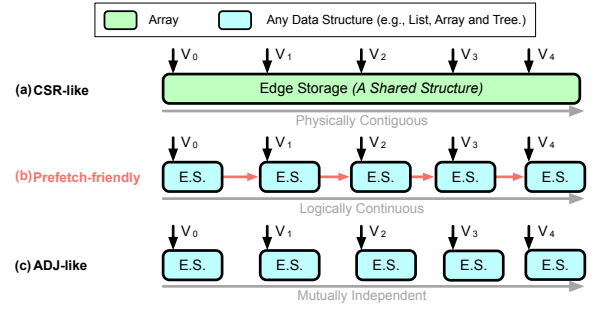 Array Any Data Structure (e.g., List, Array and Tree.)
V0 V1 V2 V3 V4
(a) CSR-like Edge Storage (A Shared Structure)
Physically Contiguous
V0 V1 V2 V3 V4
(b) Prefetch-friendly E.S. E.S. E.S. E.S. E.S.
Logically Continuous
V0 V1 V2 V3 V4
(c) ADJ-like E.S. E.S. E.S. E.S. E.S.
Mutually Independent